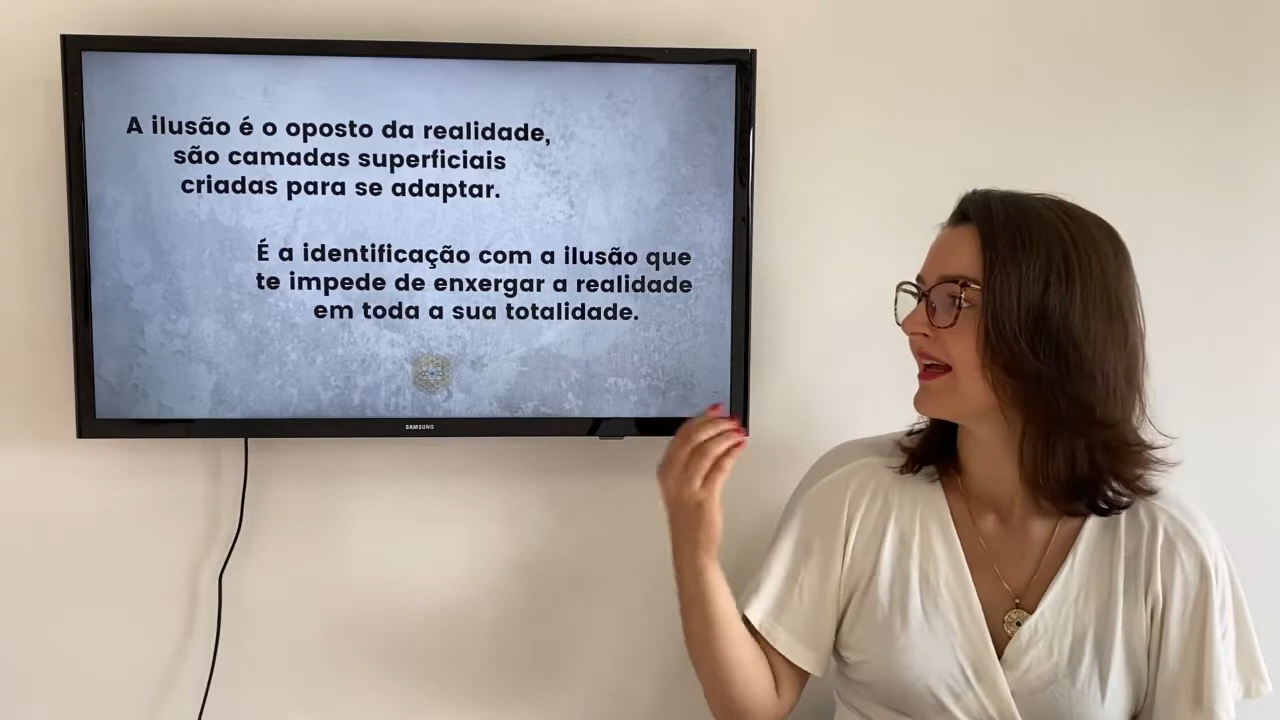 A ilusão é o oposto da realidade,
são camadas superficiais
criadas para se adaptar.
É a identificação com a ilusão que
te impede de enxergar a realidade
em toda a sua totalidade.
SAMSUNG